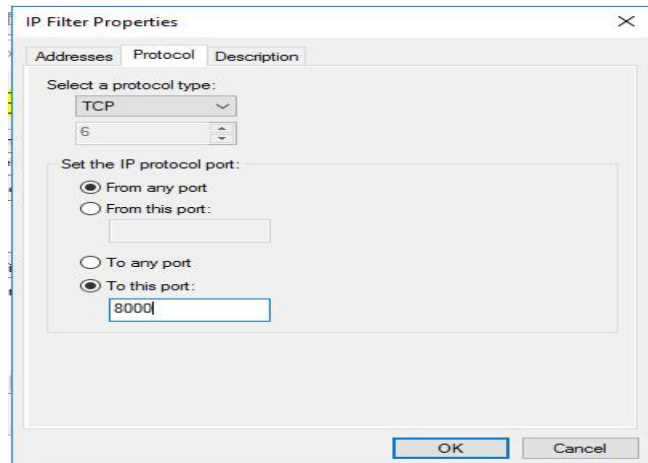 IP Filter Properties
Addresses Protocol Description
Select a protocol type:
TCP
6
Set the IP protocol port:
From any port
From this port:
To any port
To this port:
8000
OK Cancel